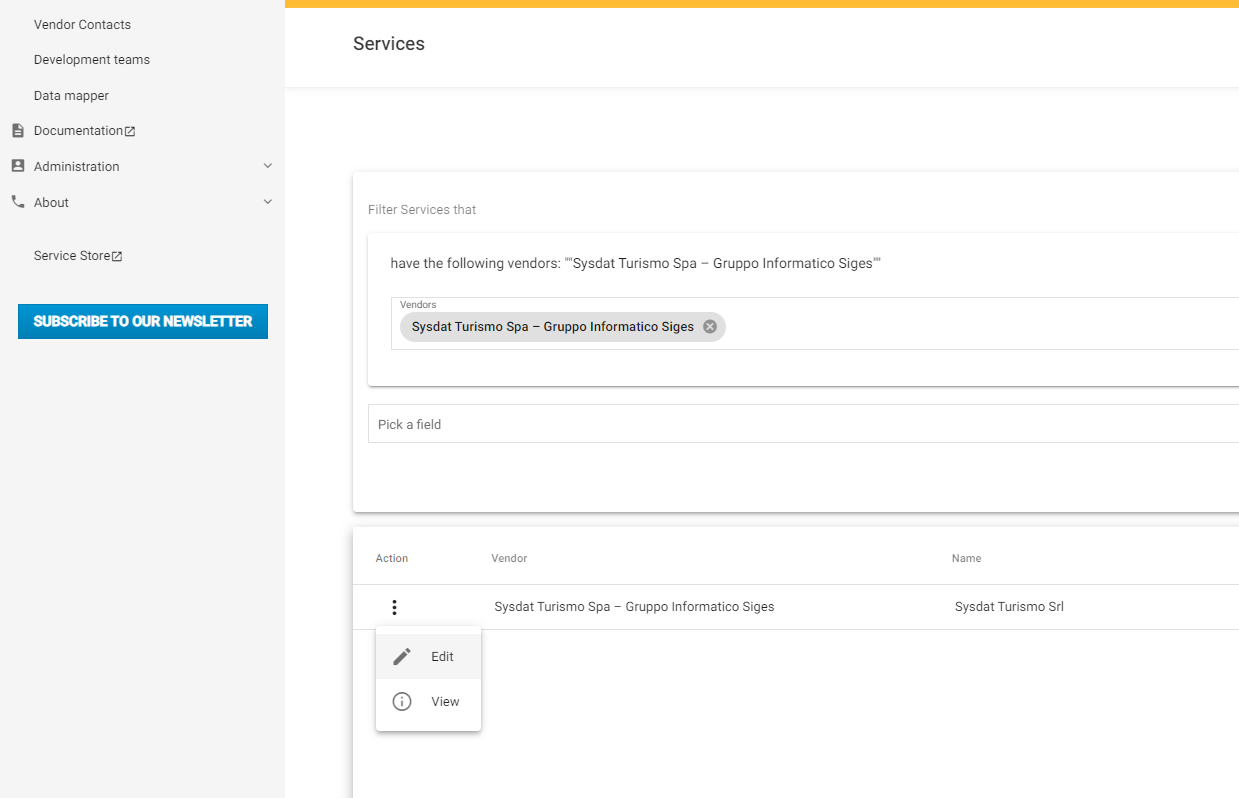 Vendor Contacts
Development teams
Data mapper
Documentation
Administration
About
Service Store
SUBSCRIBE TO OUR NEWSLETTER
Services
Filter Services that
have the following vendors: ""Sysdat Turismo Spa – Gruppo Informatico Siges""
Vendors
Sysdat Turismo Spa – Gruppo Informatico Siges
Pick a field
Action Vendor Name
Sysdat Turismo Spa – Gruppo Informatico Siges Sysdat Turismo Srl
Edit
View